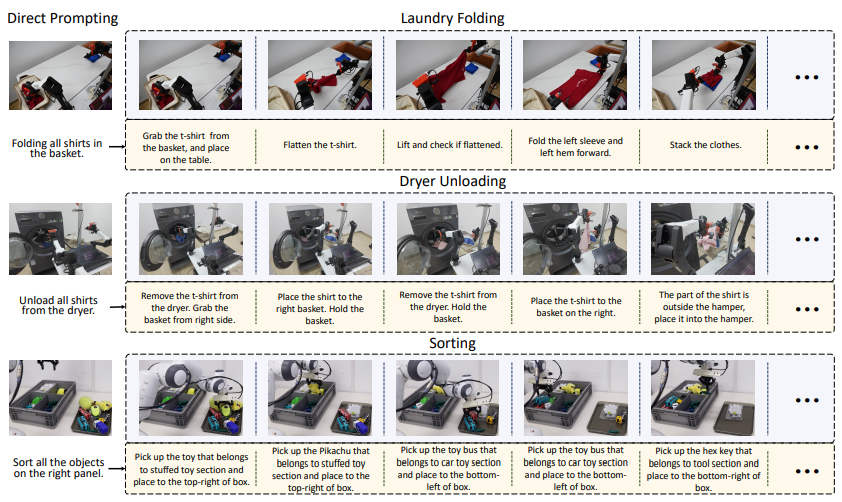 Direct Prompting
Laundry Folding
Folding all shirts in
the basket.
Grab the t-shirt from
the basket, and place
on the table.
Flatten the t-shirt.
Lift and check if flattened.
Fold the left sleeve and
left hem forward.
Stack the clothes.
•••
•••
Dryer Unloading
Unload all shirts
from the dryer.
Remove the t-shirt from
the dryer. Grab the
basket from right side.
Place the shirt to the
right basket. Hold the
basket.
Remove the t-shirt from
the dryer. Hold the
basket.
Place the t-shirt to the
basket on the right.
The part of the shirt is
outside the hamper,
place it into the hamper.
•••
•••
Sorting
Sort all the objects
on the right panel.
Pick up the toy that belongs
to stuffed toy section and
place to the top-right of box.
Pick up the Pikachu that
belongs to stuffed toy
section and place to the
top-right of box.
Pick up the toy bus that
belongs to car toy section
and place to the bottom-
left of box.
Pick up the toy bus that
belongs to car toy section
and place to the bottom-
left of box.
Pick up the hex key that
belongs to tool section and
place to the bottom-right of
box.
•••
•••